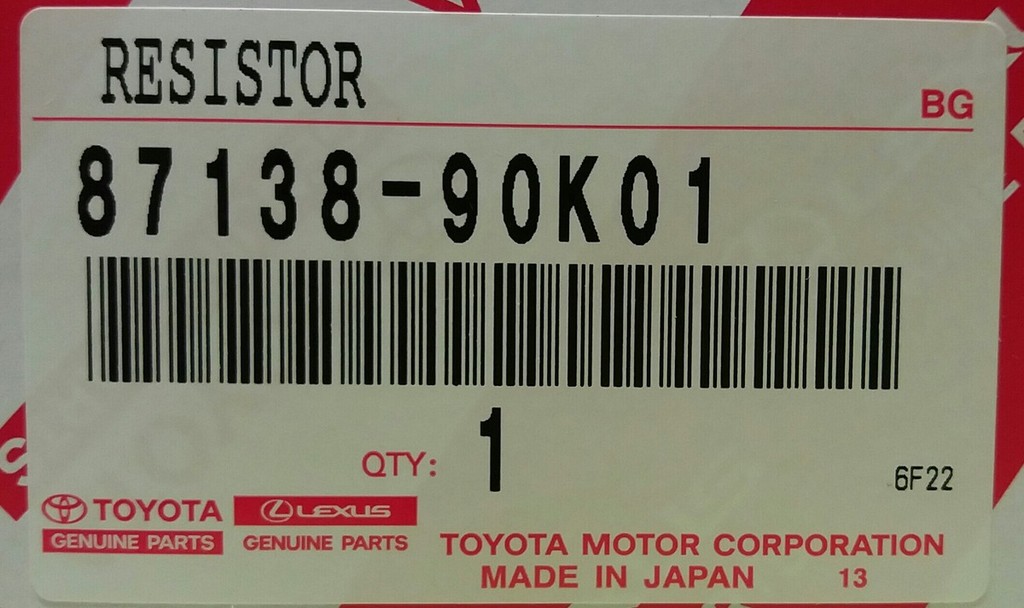 RESISTOR
BG
87138-90K01
QTY: 1
6F22
TOYOTA LEXUS
GENUINE PARTS GENUINE PARTS
TOYOTA MOTOR CORPORATION
MADE IN JAPAN 13